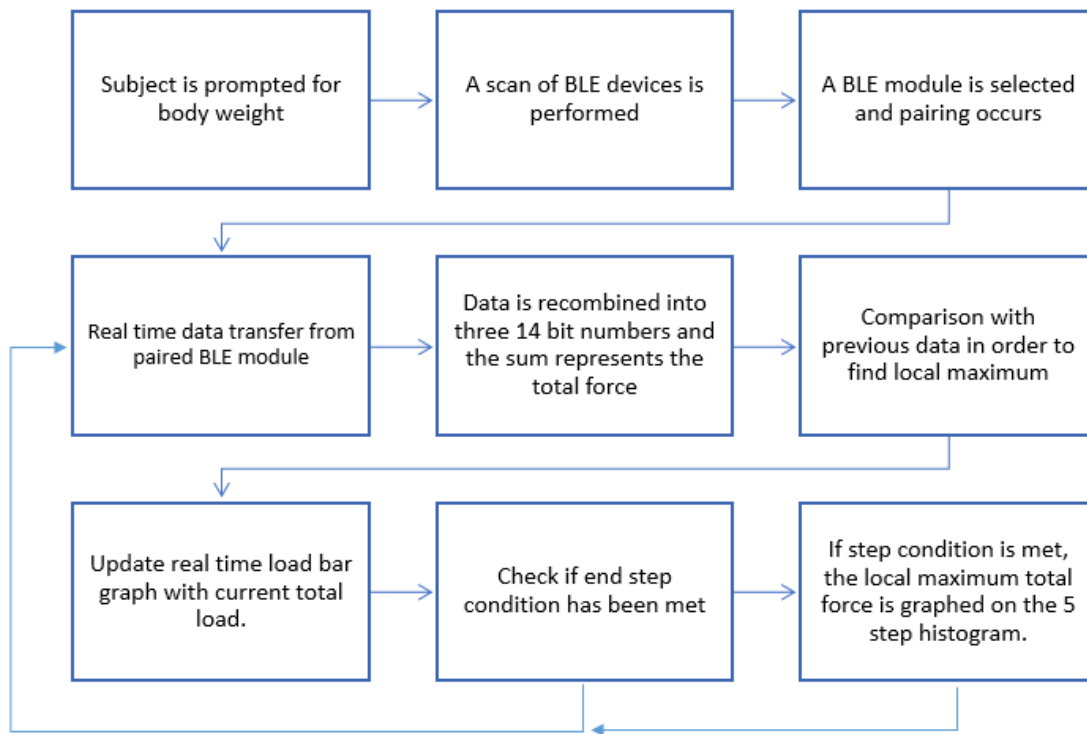 Subject is prompted for
body weight
A scan of BLE devices is
performed
A BLE module is selected
and pairing occurs
Real time data transfer from
paired BLE module
Data is recombined into
three 14 bit numbers and
the sum represents the
total force
Comparison with
previous data in order to
find local maximum
Update real time load bar
graph with current total
load.
Check if end step
condition has been met
If step condition is met,
the local maximum total
force is graphed on the 5
step histogram.